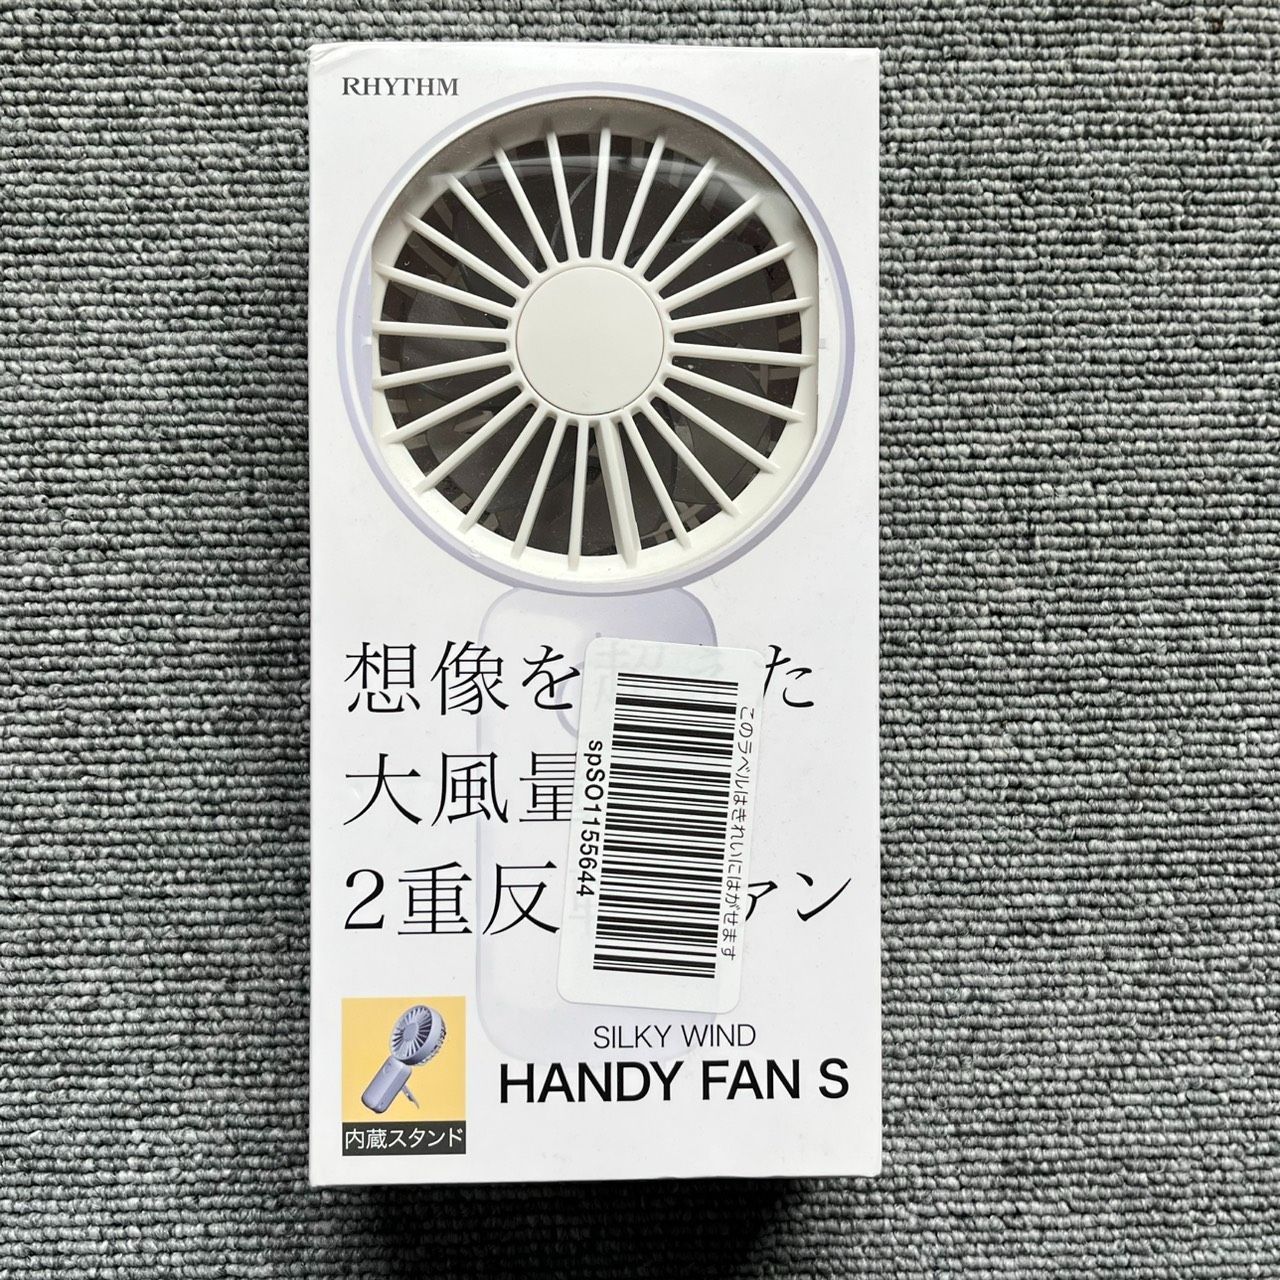 RHYTHM
想像を超えた
大風量
2重反 ァン
spSO1155644
このラベルはきれいにはがせます
SILKY WIND
HANDY FAN S
内蔵スタンド